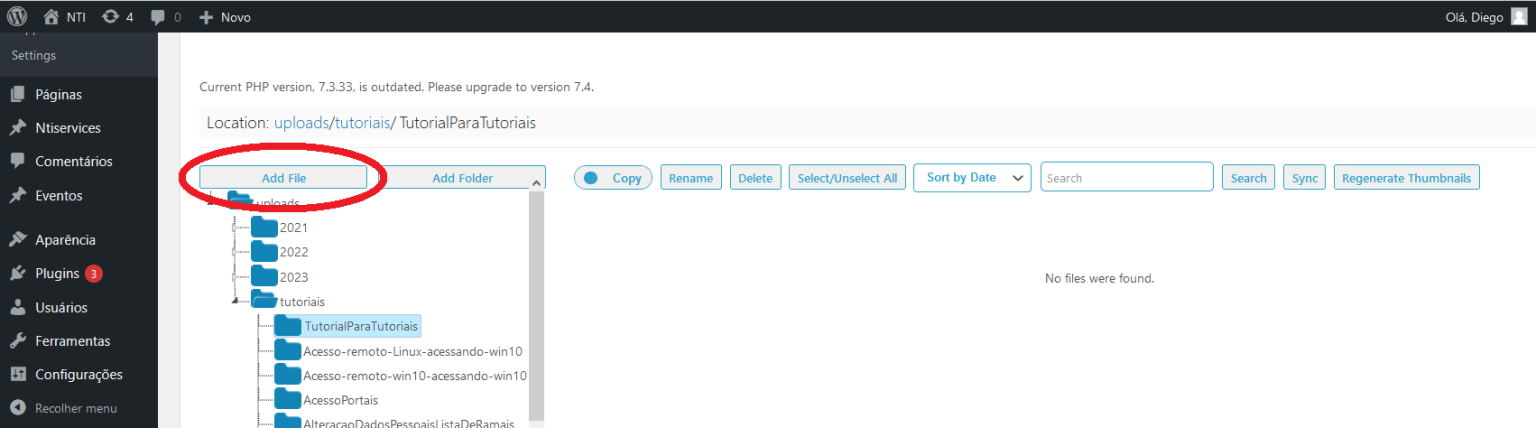 NTI 4 0 Novo Olá, Diego
Settings
Páginas
Ntiservices
Comentários
Eventos
Aparência
Plugins 3
Usuários
Ferramentas
Configurações
Recolher menu
Current PHP version, 7.3.33, is outdated. Please upgrade to version 7.4.
Location: uploads/tutoriais/ TutorialParaTutoriais
Add File Add Folder Copy Rename Delete Select/Unselect All Sort by Date Search Search Sync Regenerate Thumbnails
uploads
2021
2022
2023
tutoriais
TutorialParaTutoriais
Acesso-remoto-Linux-acessando-win10
Acesso-remoto-win10-acessando-win10
AcessoPortais
AlteracaoDadosPessoaisListaDeRamais
No files were found.